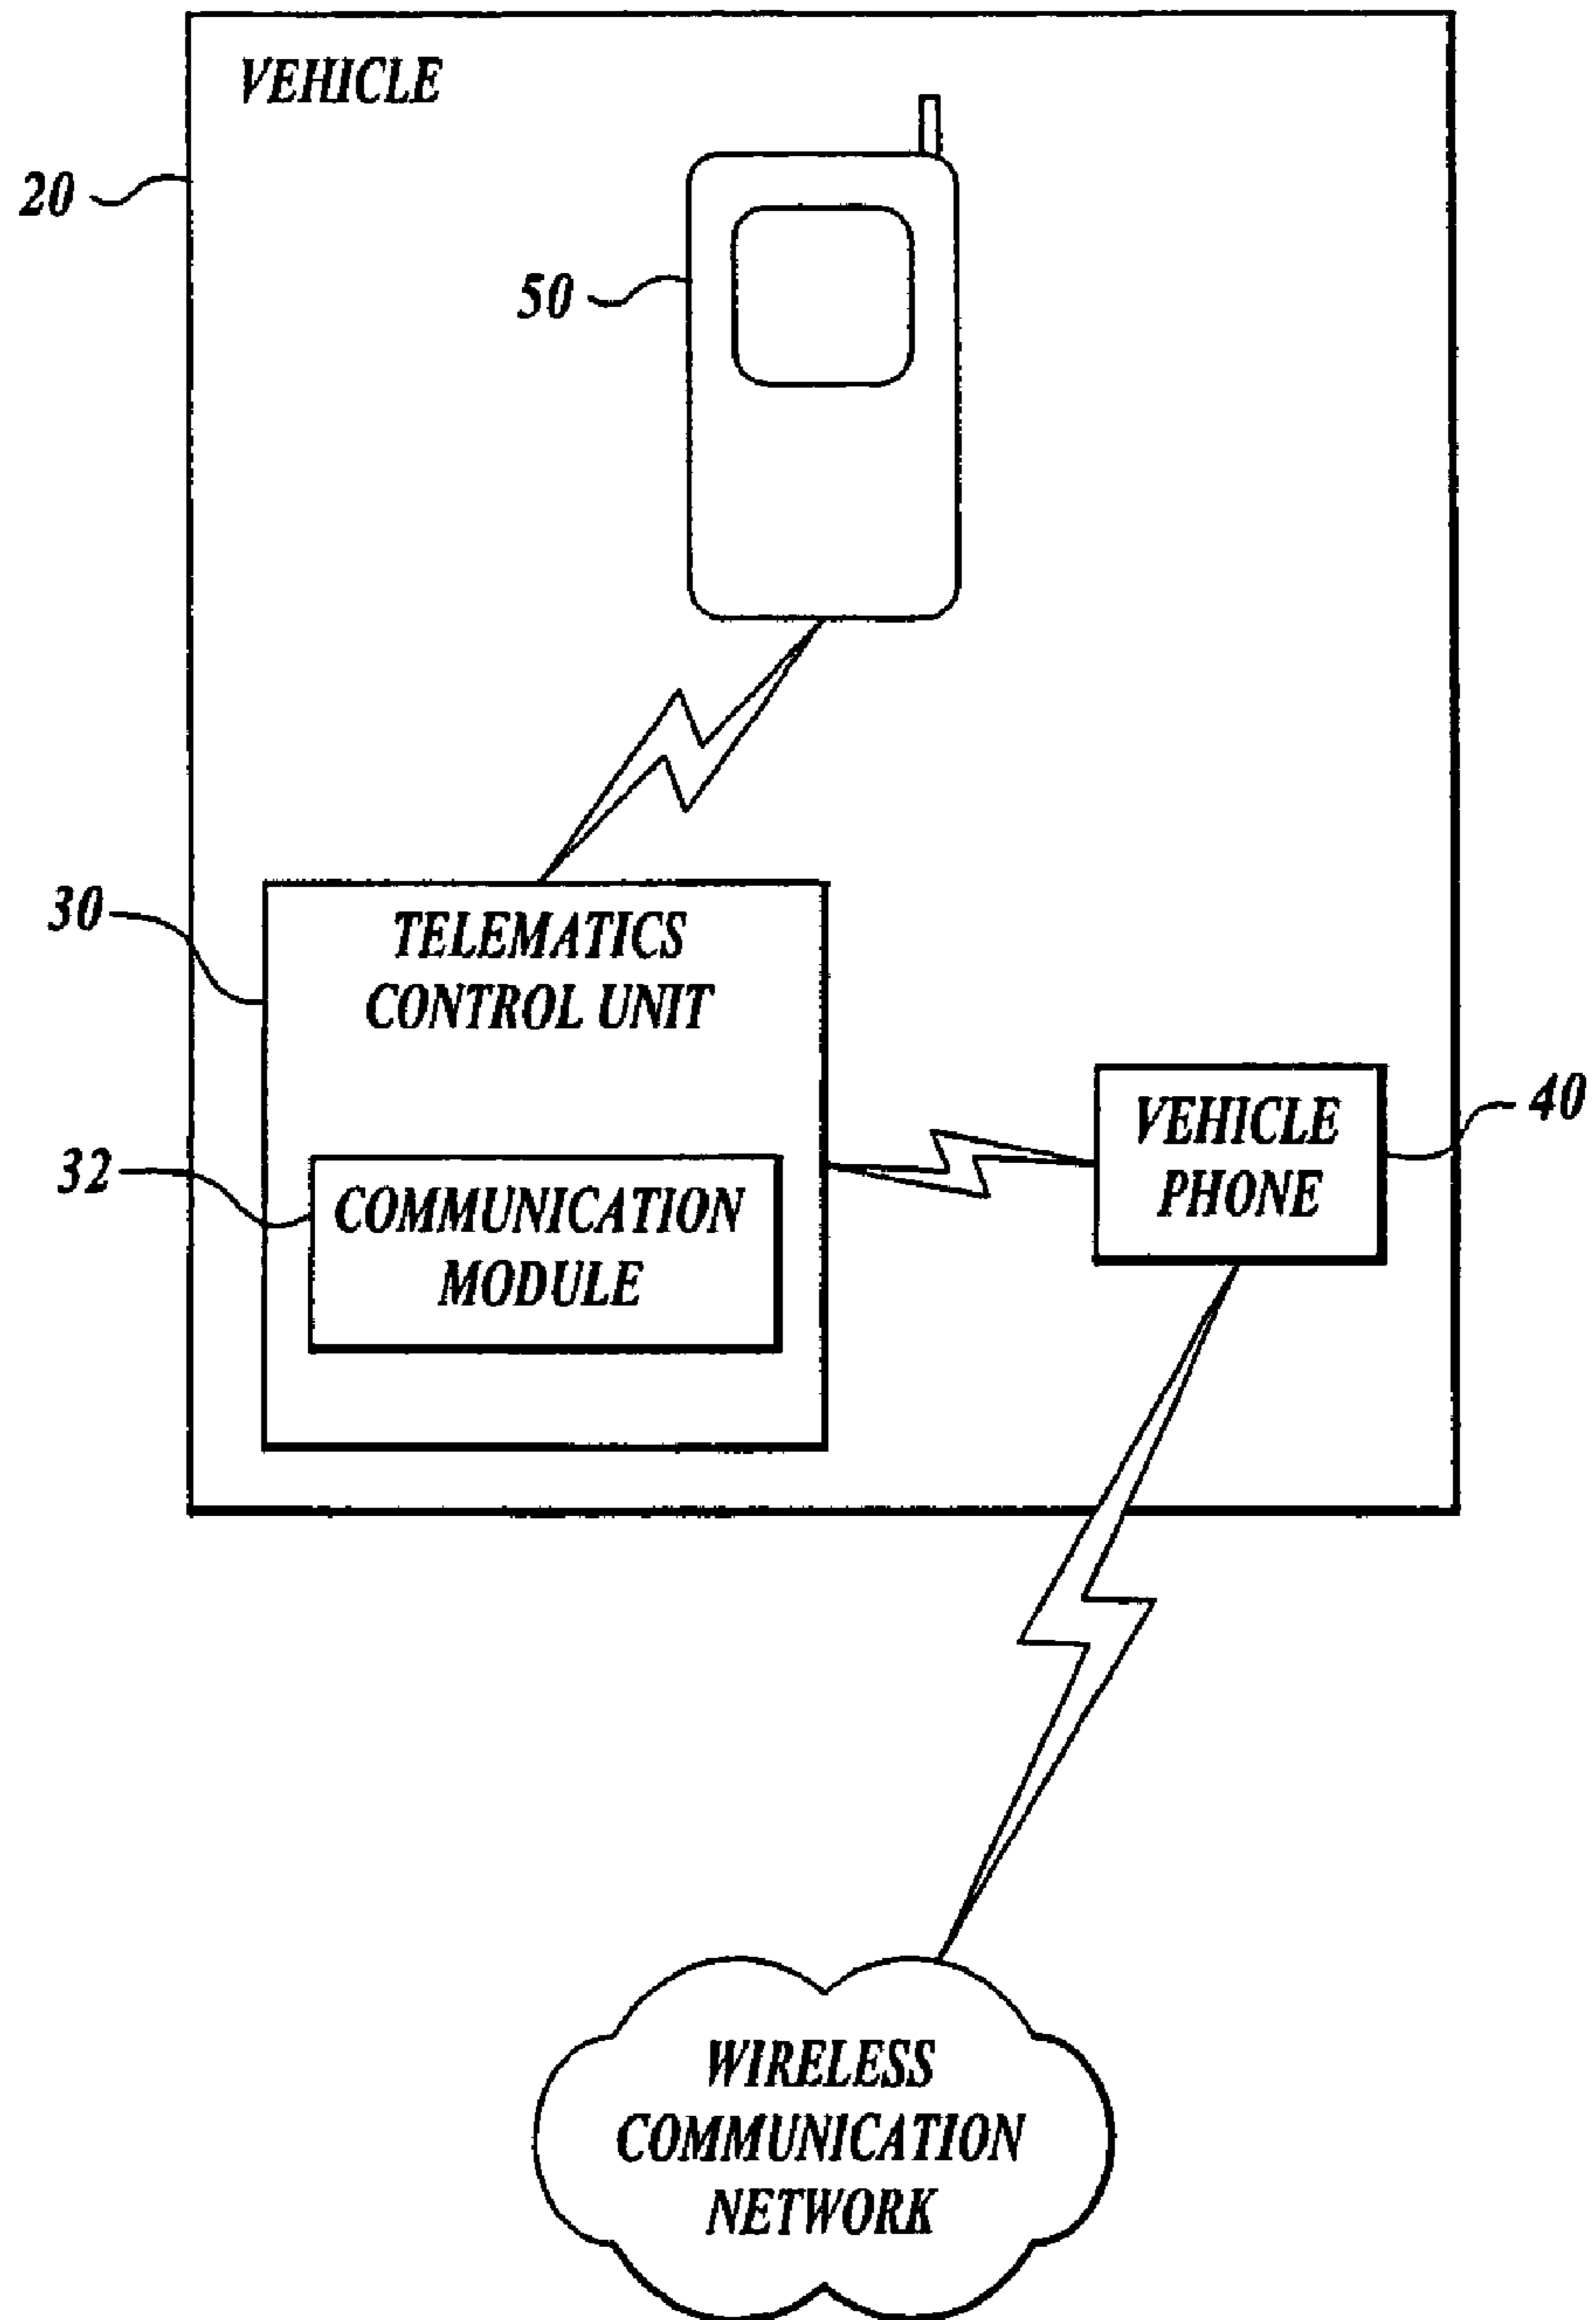 VEHICLE
20
50
30
TELEMATICS
CONTROL UNIT
32
COMMUNICATION
MODULE
VEHICLE
PHONE
40
WIRELESS
COMMUNICATION
NETWORK